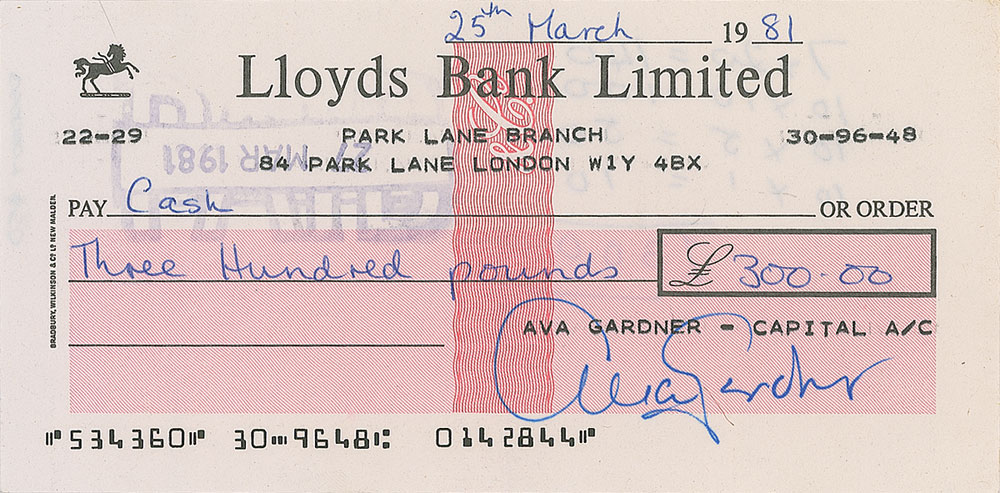 25th March 1981
Lloyds Bank Limited
22-29 PARK LANE BRANCH 30-96-48
84 PARK LANE LONDON W1Y 4BX
27 MAR 1981
PAY Cash OR ORDER
Three Hundred pounds £ 300.00
BRADBURY, WILKINSON & Co Ld NEW MALDEN.
AVA GARDNER - CAPITAL A/C
Ava Gardner
⑈534360⑈ 30⑉9648⑆ 0142844⑈